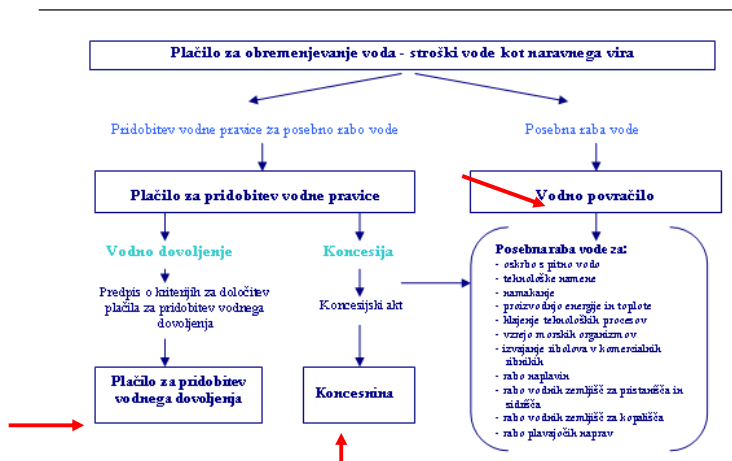 Plačilo za obremenjevanje voda - stroški vode kot naravnega vira
Pridobitev vodne pravice za posebno rabo vode
Posebna raba vode
Plačilo za pridobitev vodne pravice
Vodno povračilo
Vodno dovoljenje
Koncesija
Predpis o kriterijih za določitev
plačila za pridobitev vodnega
dovoljenja
Koncesijski akt
Plačilo za pridobitev
vodnega dovoljenja
Koncesnina
Posebna raba vode za:
- oskrbo s pitno vodo
- tehnološke namene
- namakanje
- proizvodnjo energije in toplote
- hlajenje tehnoloških procesov
- vzrejo morskih organizmov
- izvajanje ribolova v komercialnih
ribnikih
- rabo naplavin
- rabo vodnih zemljišč za pristanišča in
sidrišča
- rabo vodnih zemljišč za kopališča
- rabo plavajočih naprav